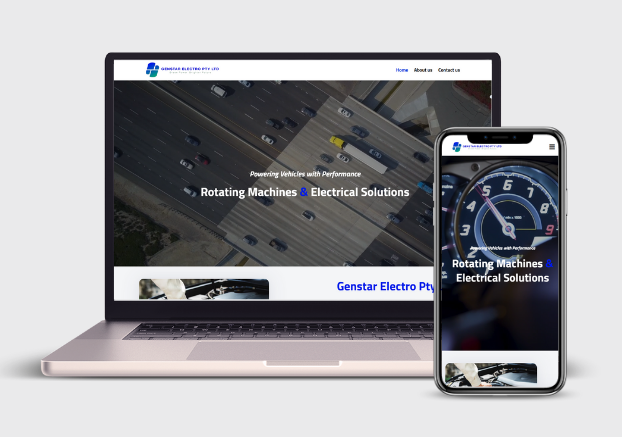 GENSTAR ELECTRO PTY LTD
Home About us Contact us
Powering Vehicles with Performance
Rotating Machines & Electrical Solutions
Genstar Electro Pty
GENSTAR ELECTRO PTY LTD
5 6 7 8 9
4
3
Powering Vehicles with Performance
Rotating Machines &
Electrical Solutions